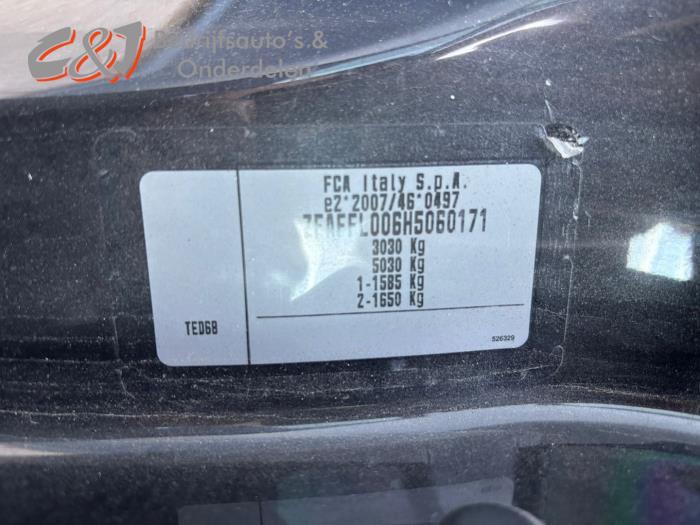 C&J Bedrijfsauto's &
Onderdelen
FCA Italy S.p.A.
e2*2007/46*0497
ZFAFFL006H5060171
3030 Kg
5030 Kg
1-1585 Kg
2-1650 Kg
TED6B
526329